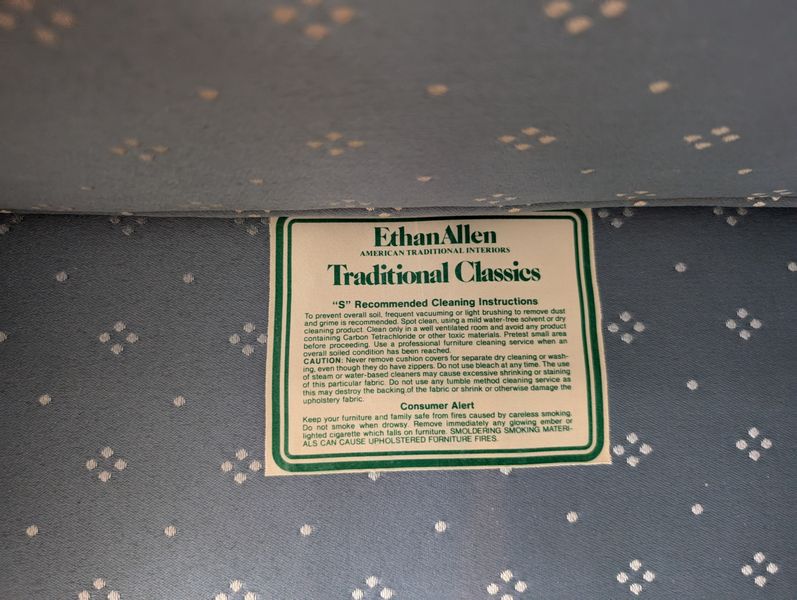 EthanAllen
AMERICAN TRADITIONAL INTERIORS
Traditional Classics
"S" Recommended Cleaning Instructions
To prevent overall soil, frequent vacuuming or light brushing to remove dust
and grime is recommended. Spot clean, using a mild water-free solvent or dry
cleaning product. Clean only in a well ventilated room and avoid any product
containing Carbon Tetrachloride or other toxic materials. Pretest small area
before proceeding. Use a professional furniture cleaning service when an
overall soiled condition has been reached.
CAUTION: Never remove cushion covers for separate dry cleaning or wash-
ing, even though they do have zippers. Do not use bleach at any time. The use
of steam or water-based cleaners may cause excessive shrinking or staining
of this particular fabric. Do not use any tumble method cleaning service as
this may destroy the backing of the fabric or shrink or otherwise damage the
upholstery fabric.
Consumer Alert
Keep your furniture and family safe from fires caused by careless smoking.
Do not smoke when drowsy. Remove immediately any glowing ember or
lighted cigarette which falls on furniture. SMOLDERING SMOKING MATERI-
ALS CAN CAUSE UPHOLSTERED FORNITURE FIRES.